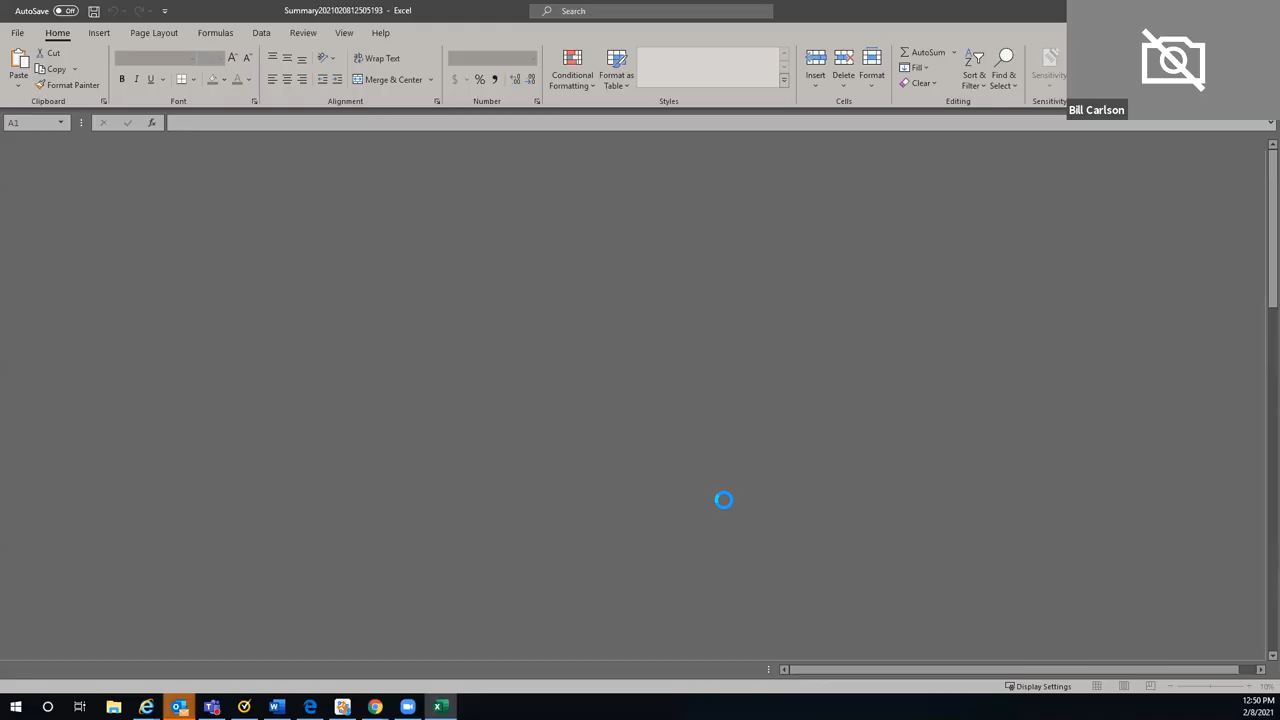 AutoSave Off Summary2021020812505193 - Excel Search
File Home Insert Page Layout Formulas Data Review View Help
Paste Cut Copy Format Painter
Clipboard
B I U A A A
Font
Wrap Text
Merge & Center
Alignment
$ % ,
Number
Conditional Formatting
Format as Table
Styles
Insert Delete Format
Cells
AutoSum
Fill
Clear
Sort & Filter
Find & Select
Editing
Sensitivity
Sensitivity
Bill Carlson
A1 fx
Display Settings 10%
12:50 PM
2/8/2021